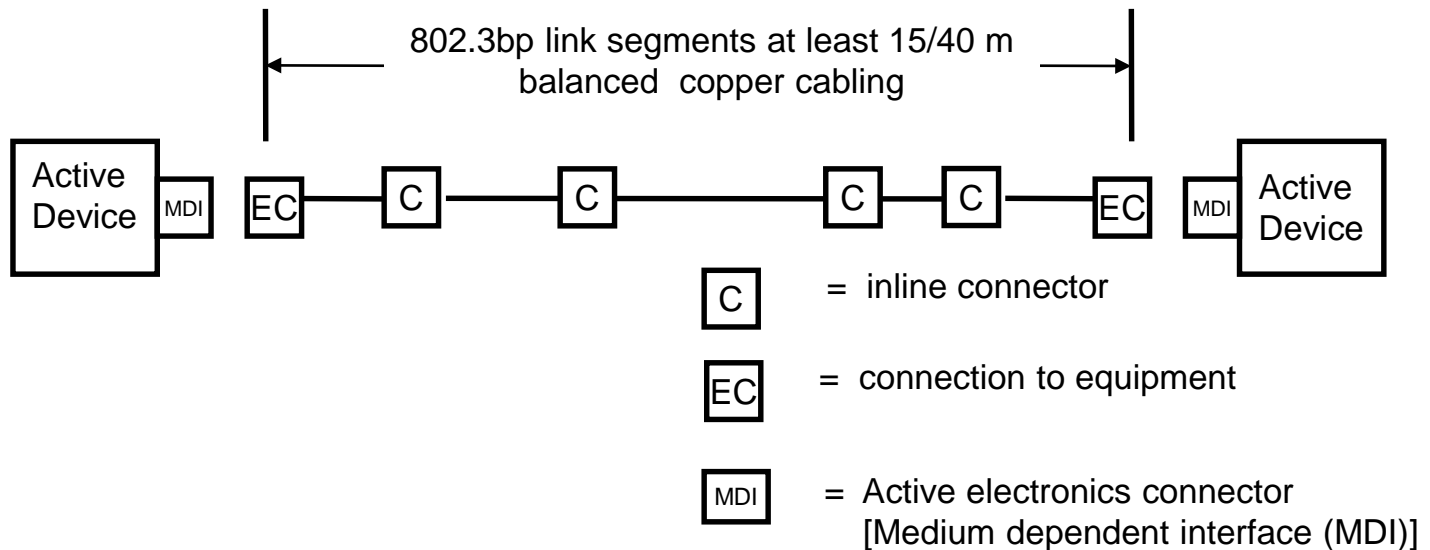 802.3bp link segments at least 15/40 m
balanced copper cabling
Active
Device
MDI
EC
C
C
C
C
EC
MDI
Active
Device
C
= inline connector
EC
= connection to equipment
MDI
= Active electronics connector
[Medium dependent interface (MDI)]